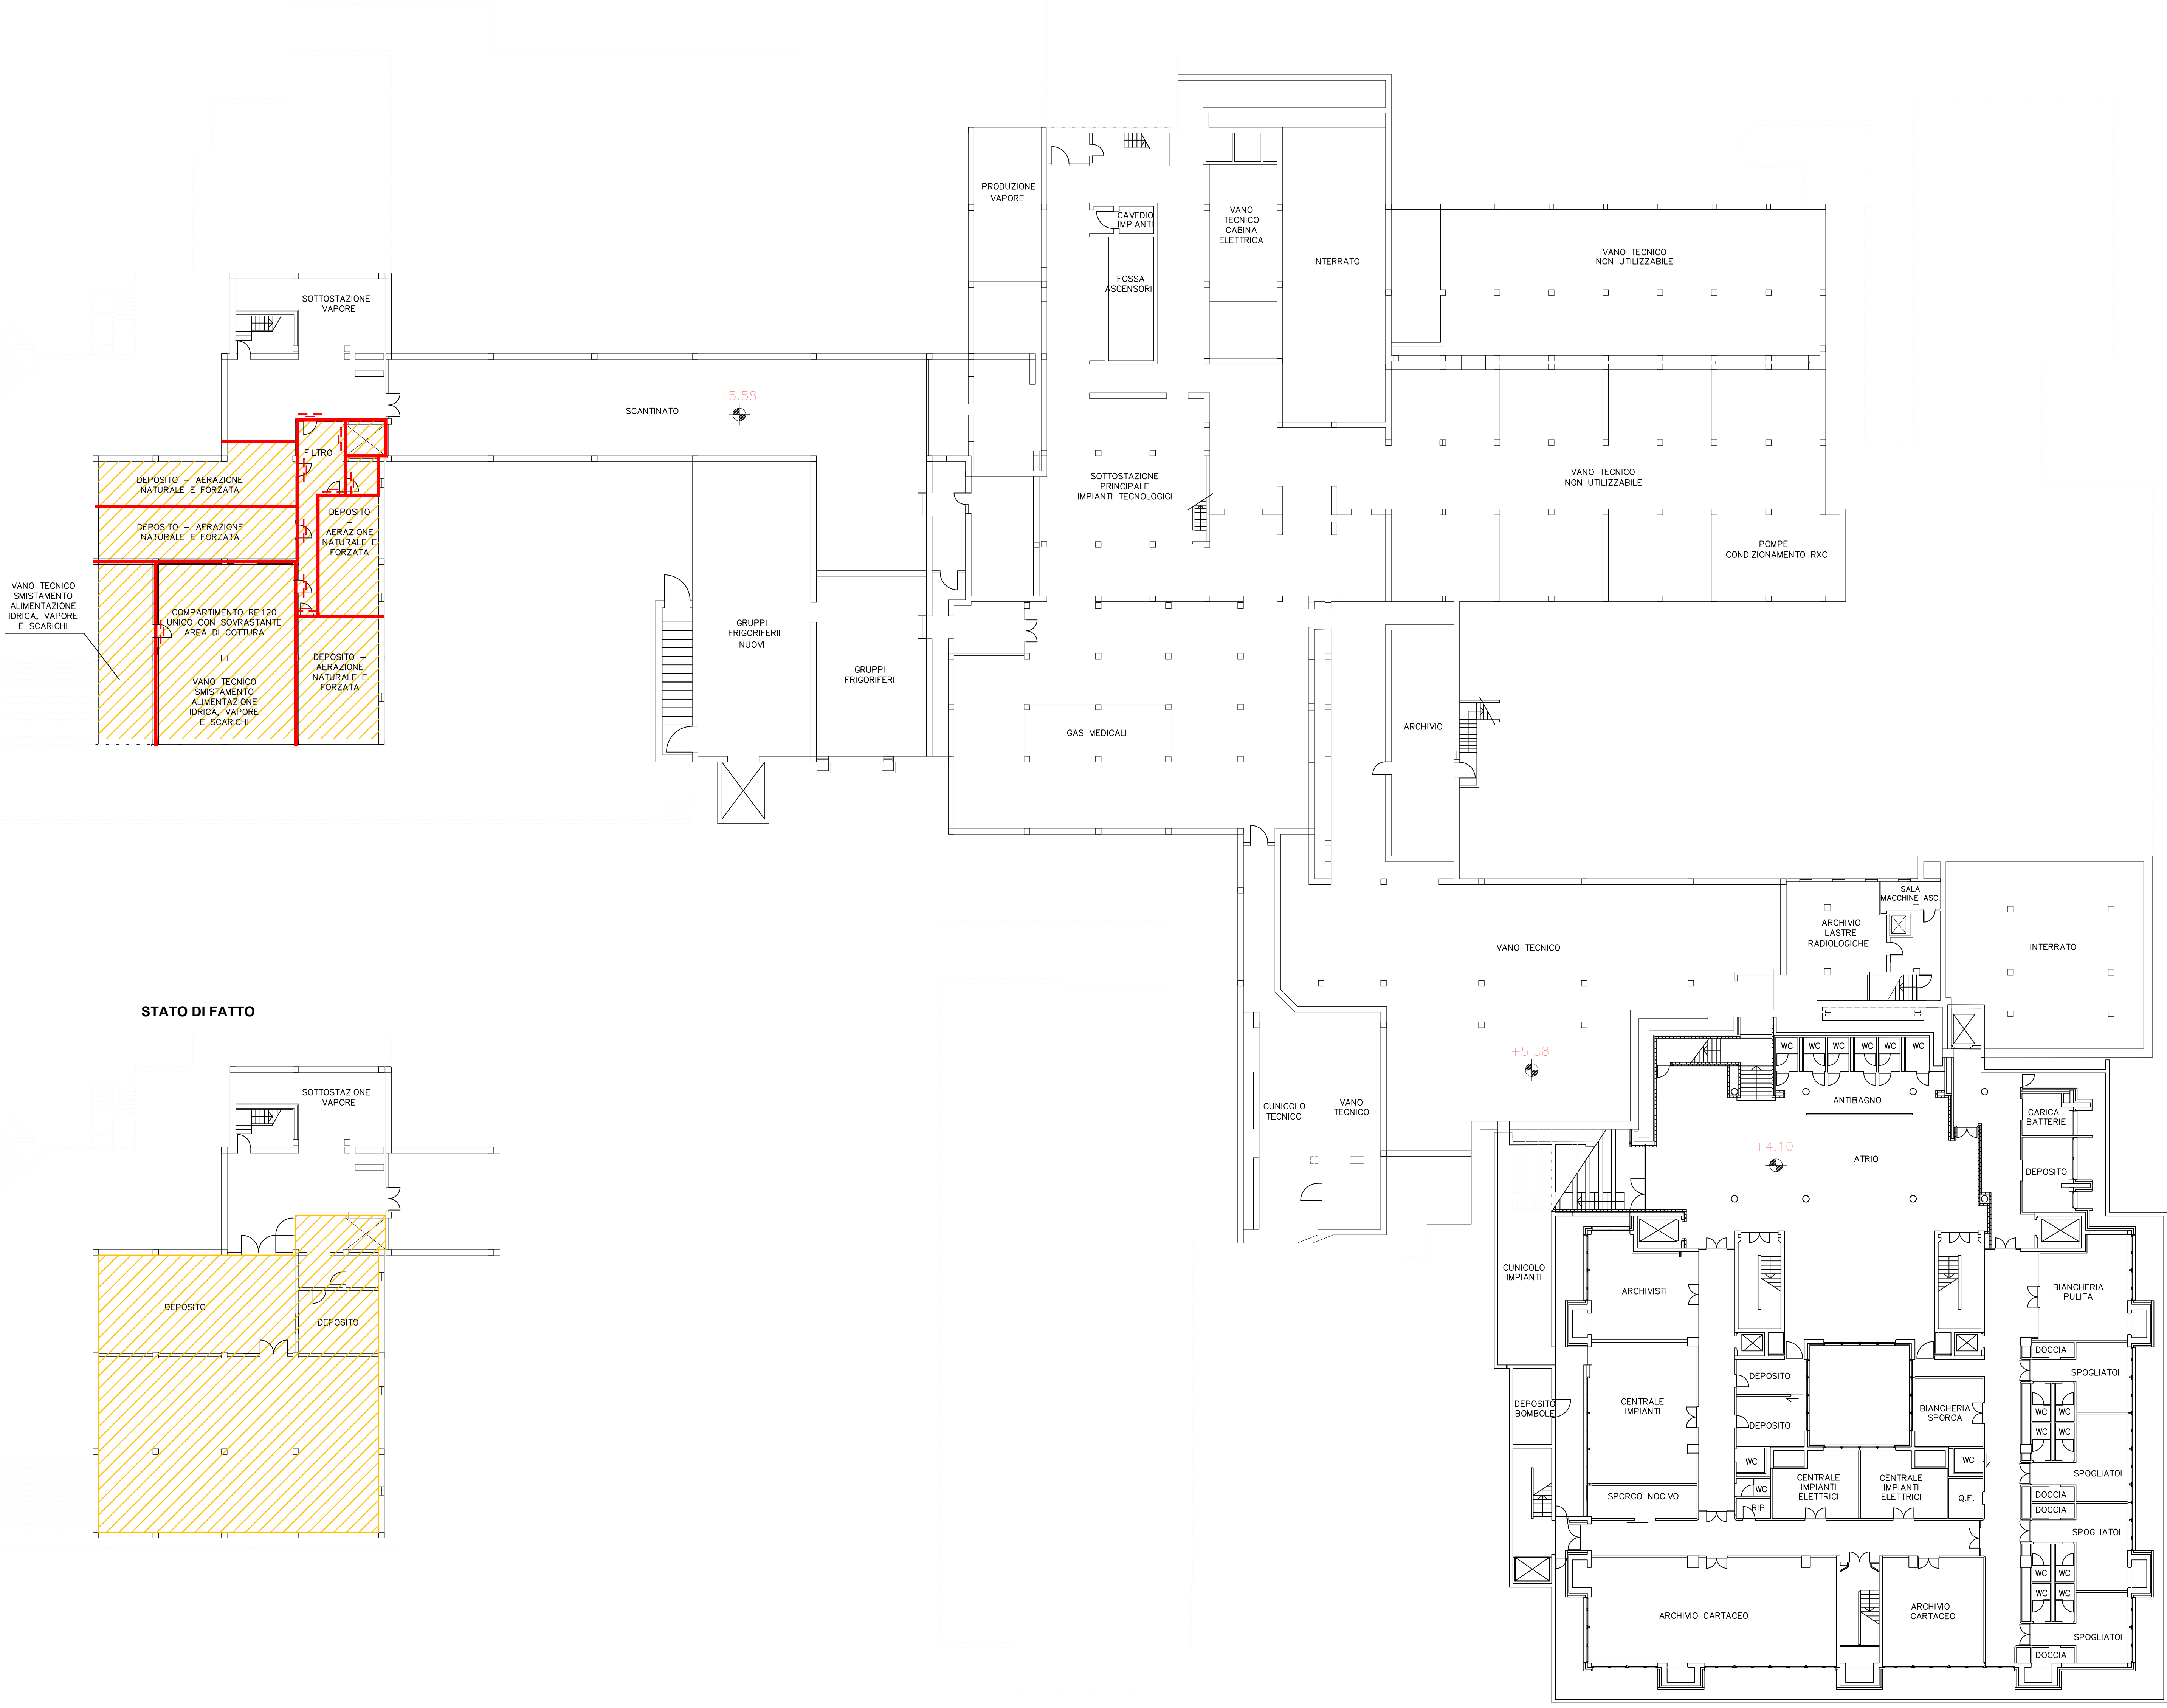 PRODUZIONE
VAPORE
CAVEDIO
IMPIANTI
VANO
TECNICO
CABINA
ELETTRICA
FOSSA
ASCENSORI
INTERRATO
VANO TECNICO
NON UTILIZZABILE
SOTTOSTAZIONE
VAPORE
SCANTINATO
+5.58
FILTRO
DEPOSITO – AERAZIONE
NATURALE E FORZATA
DEPOSITO – AERAZIONE
NATURALE E FORZATA
DEPOSITO
–
AERAZIONE
NATURALE E
FORZATA
SOTTOSTAZIONE
PRINCIPALE
IMPIANTI TECNOLOGICI
VANO TECNICO
NON UTILIZZABILE
POMPE
CONDIZIONAMENTO RXC
VANO TECNICO
SMISTAMENTO
ALIMENTAZIONE
IDRICA, VAPORE
E SCARICHI
COMPARTIMENTO REI120
UNICO CON SOVRASTANTE
AREA DI COTTURA
VANO TECNICO
SMISTAMENTO
ALIMENTAZIONE
IDRICA, VAPORE
E SCARICHI
DEPOSITO –
AERAZIONE
NATURALE E
FORZATA
GRUPPI
FRIGORIFERII
NUOVI
GRUPPI
FRIGORIFERI
GAS MEDICALI
ARCHIVIO
SALA
MACCHINE ASC.
ARCHIVIO
LASTRE
RADIOLOGICHE
VANO TECNICO
INTERRATO
STATO DI FATTO
SOTTOSTAZIONE
VAPORE
DEPOSITO
DEPOSITO
+5.58
CUNICOLO
TECNICO
VANO
TECNICO
WC
WC
WC
WC
WC
WC
ANTIBAGNO
CARICA
BATTERIE
+4.10
ATRIO
DEPOSITO
CUNICOLO
IMPIANTI
ARCHIVISTI
BIANCHERIA
PULITA
DOCCIA
SPOGLIATOI
DEPOSITO
DEPOSITO
BOMBOLE
CENTRALE
IMPIANTI
DEPOSITO
BIANCHERIA
SPORCA
WC
WC
WC
WC
WC
WC
CENTRALE
IMPIANTI
ELETTRICI
CENTRALE
IMPIANTI
ELETTRICI
SPOGLIATOI
SPORCO NOCIVO
WC
RIP
Q.E.
DOCCIA
DOCCIA
SPOGLIATOI
WC
WC
WC
WC
ARCHIVIO CARTACEO
ARCHIVIO
CARTACEO
SPOGLIATOI
DOCCIA